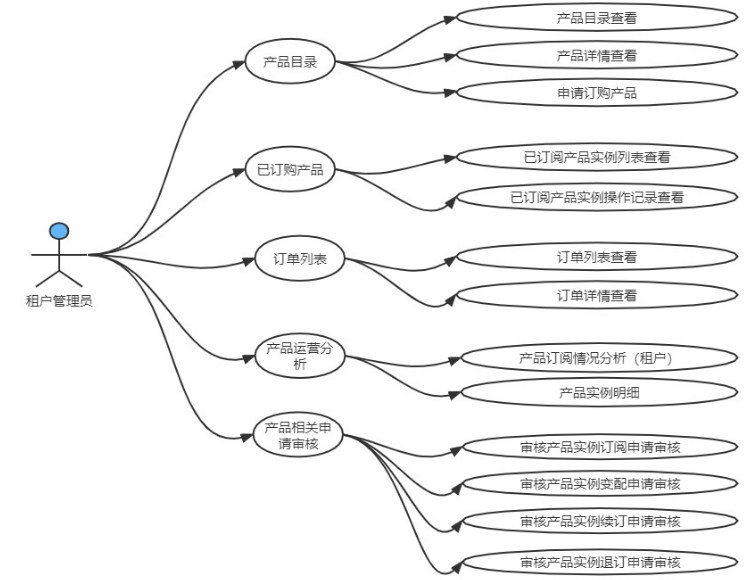 产品目录查看
产品目录
产品详情查看
申请订购产品
已订阅产品实例列表查看
已订购产品
已订阅产品实例操作记录查看
订单列表
订单列表查看
订单详情查看
租户管理员
产品运营分
析
产品订阅情况分析（租户）
产品实例明细
产品相关申
请审核
审核产品实例订阅申请审核
审核产品实例变配申请审核
审核产品实例续订申请审核
审核产品实例退订申请审核